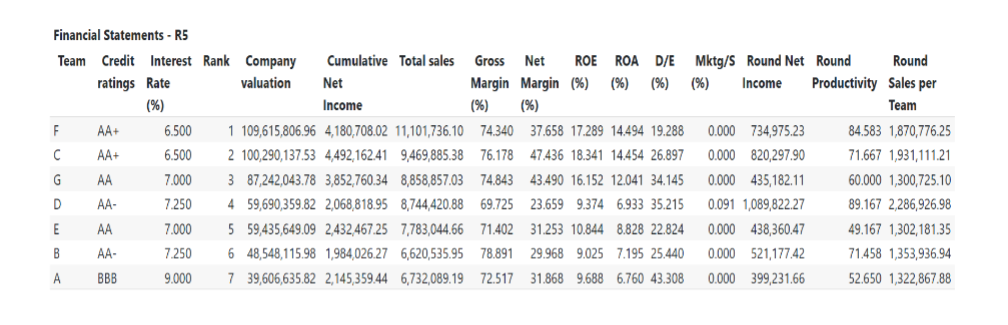 Financial Statements - R5
Team Credit Interest Rank Company Cumulative Total sales Gross Net ROE ROA D/E Mktg/S Round Net Round Round
ratings Rate valuation Net Margin Margin (%) (%) (%) (%) Income Productivity Sales per
(%) Income (%) (%) Team
F AA+ 6.500 1 109,615,806.96 4,180,708.02 11,101,736.10 74.340 37.658 17.289 14.494 19.288 0.000 734,975.23 84.583 1,870,776.25
C AA+ 6.500 2 100,290,137.53 4,492,162.41 9,469,885.38 76.178 47.436 18.341 14.454 26.897 0.000 820,297.90 71.667 1,931,111.21
G AA 7.000 3 87,242,043.78 3,852,760.34 8,858,857.03 74.843 43.490 16.152 12.041 34.145 0.000 435,182.11 60.000 1,300,725.10
D AA- 7.250 4 59,690,359.82 2,068,818.95 8,744,420.88 69.725 23.659 9.374 6.933 35.215 0.091 1,089,822.27 89.167 2,286,926.98
E AA 7.000 5 59,435,649.09 2,432,467.25 7,783,044.66 71.402 31.253 10.844 8.828 22.824 0.000 438,360.47 49.167 1,302,181.35
B AA- 7.250 6 48,548,115.98 1,984,026.27 6,620,535.95 78.891 29.968 9.025 7.195 25.440 0.000 521,177.42 71.458 1,353,936.94
A BBB 9.000 7 39,606,635.82 2,145,359.44 6,732,089.19 72.517 31.868 9.688 6.760 43.308 0.000 399,231.66 52.650 1,322,867.88